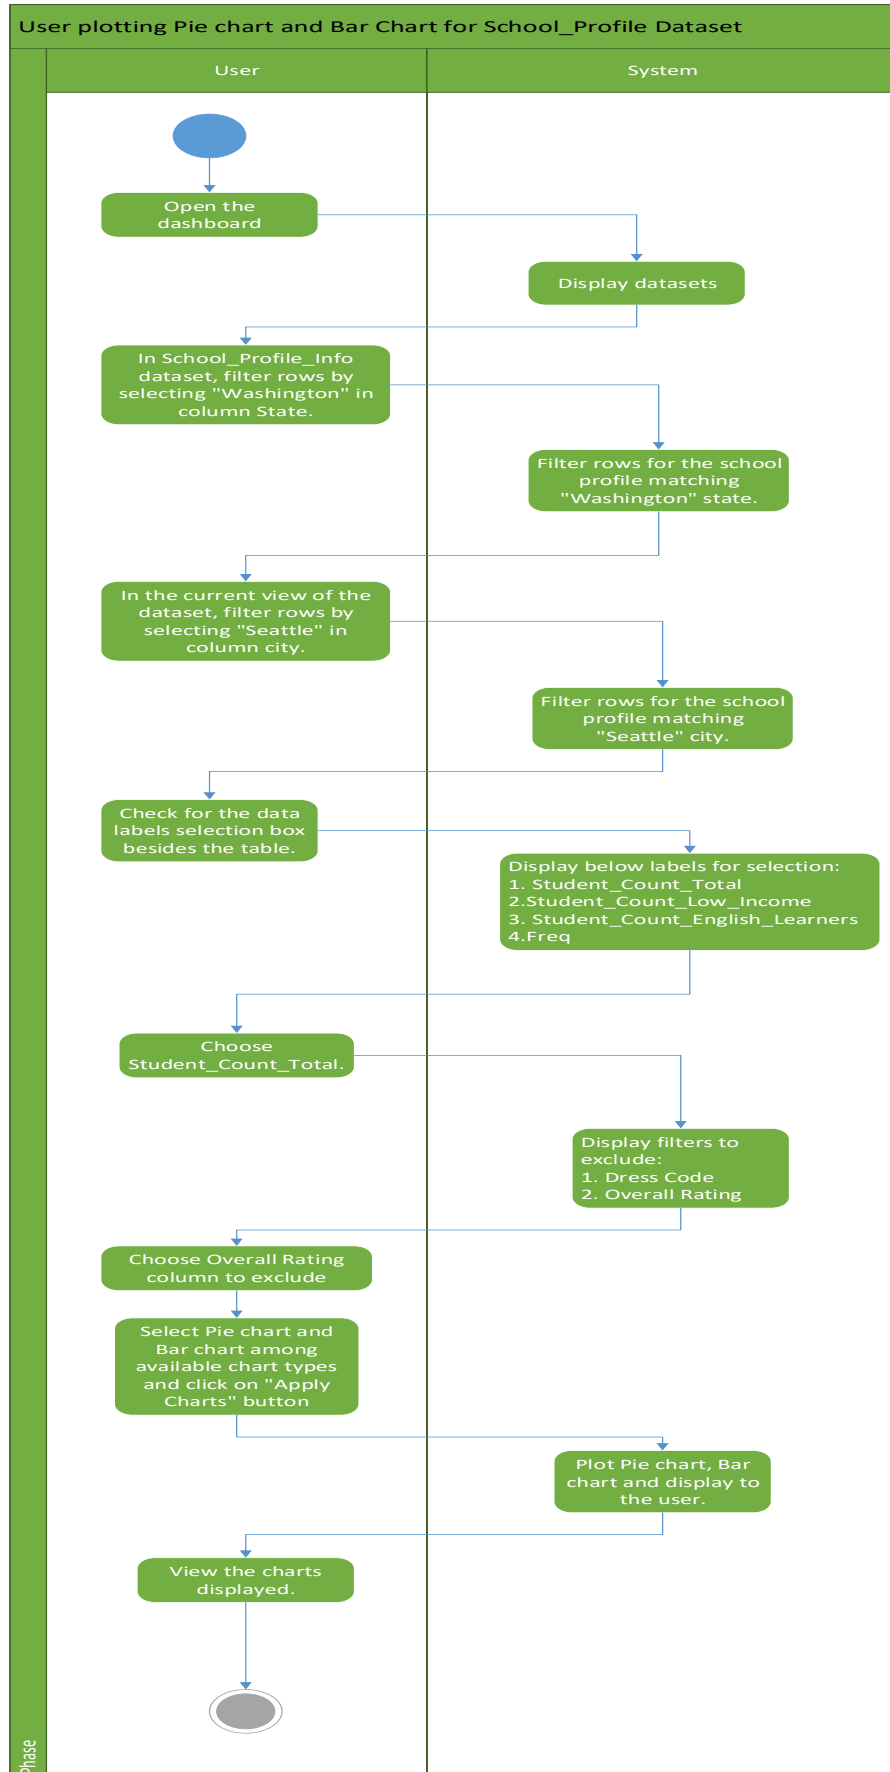 User plotting Pie chart and Bar Chart for School_Profile Dataset
User
System
Open the
dashboard
Display datasets
In School_Profile_Info
dataset, filter rows by
selecting "Washington" in
column State.
Filter rows for the school
profile matching
"Washington" state.
In the current view of the
dataset, filter rows by
selecting "Seattle" in
column city.
Filter rows for the school
profile matching
"Seattle" city.
Check for the data
labels selection box
besides the table.
Display below labels for selection:
1. Student_Count_Total
2.Student_Count_Low_Income
3. Student_Count_English_Learners
4.Freq
Choose
Student_Count_Total.
Display filters to
exclude:
1. Dress Code
2. Overall Rating
Choose Overall Rating
column to exclude
Select Pie chart and
Bar chart among
available chart types
and click on "Apply
Charts" button
Plot Pie chart, Bar
chart and display to
the user.
View the charts
displayed.
Phase